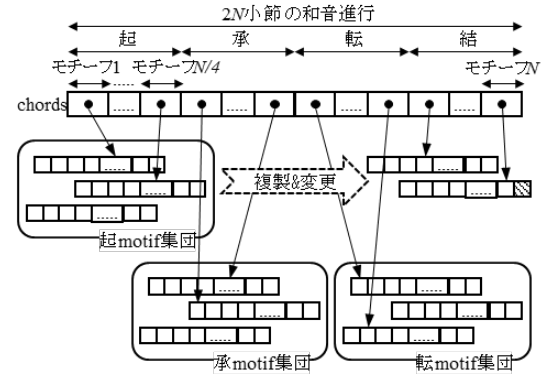 2N小節の和音進行
起 承 転 結
モチーフ1 モチーフN/4 モチーフN
chords ..... ..... ..... .....
..... .....
..... 複製&変更 .....
.....
起motif集団
..... .....
..... .....
..... .....
承motif集団 転motif集団